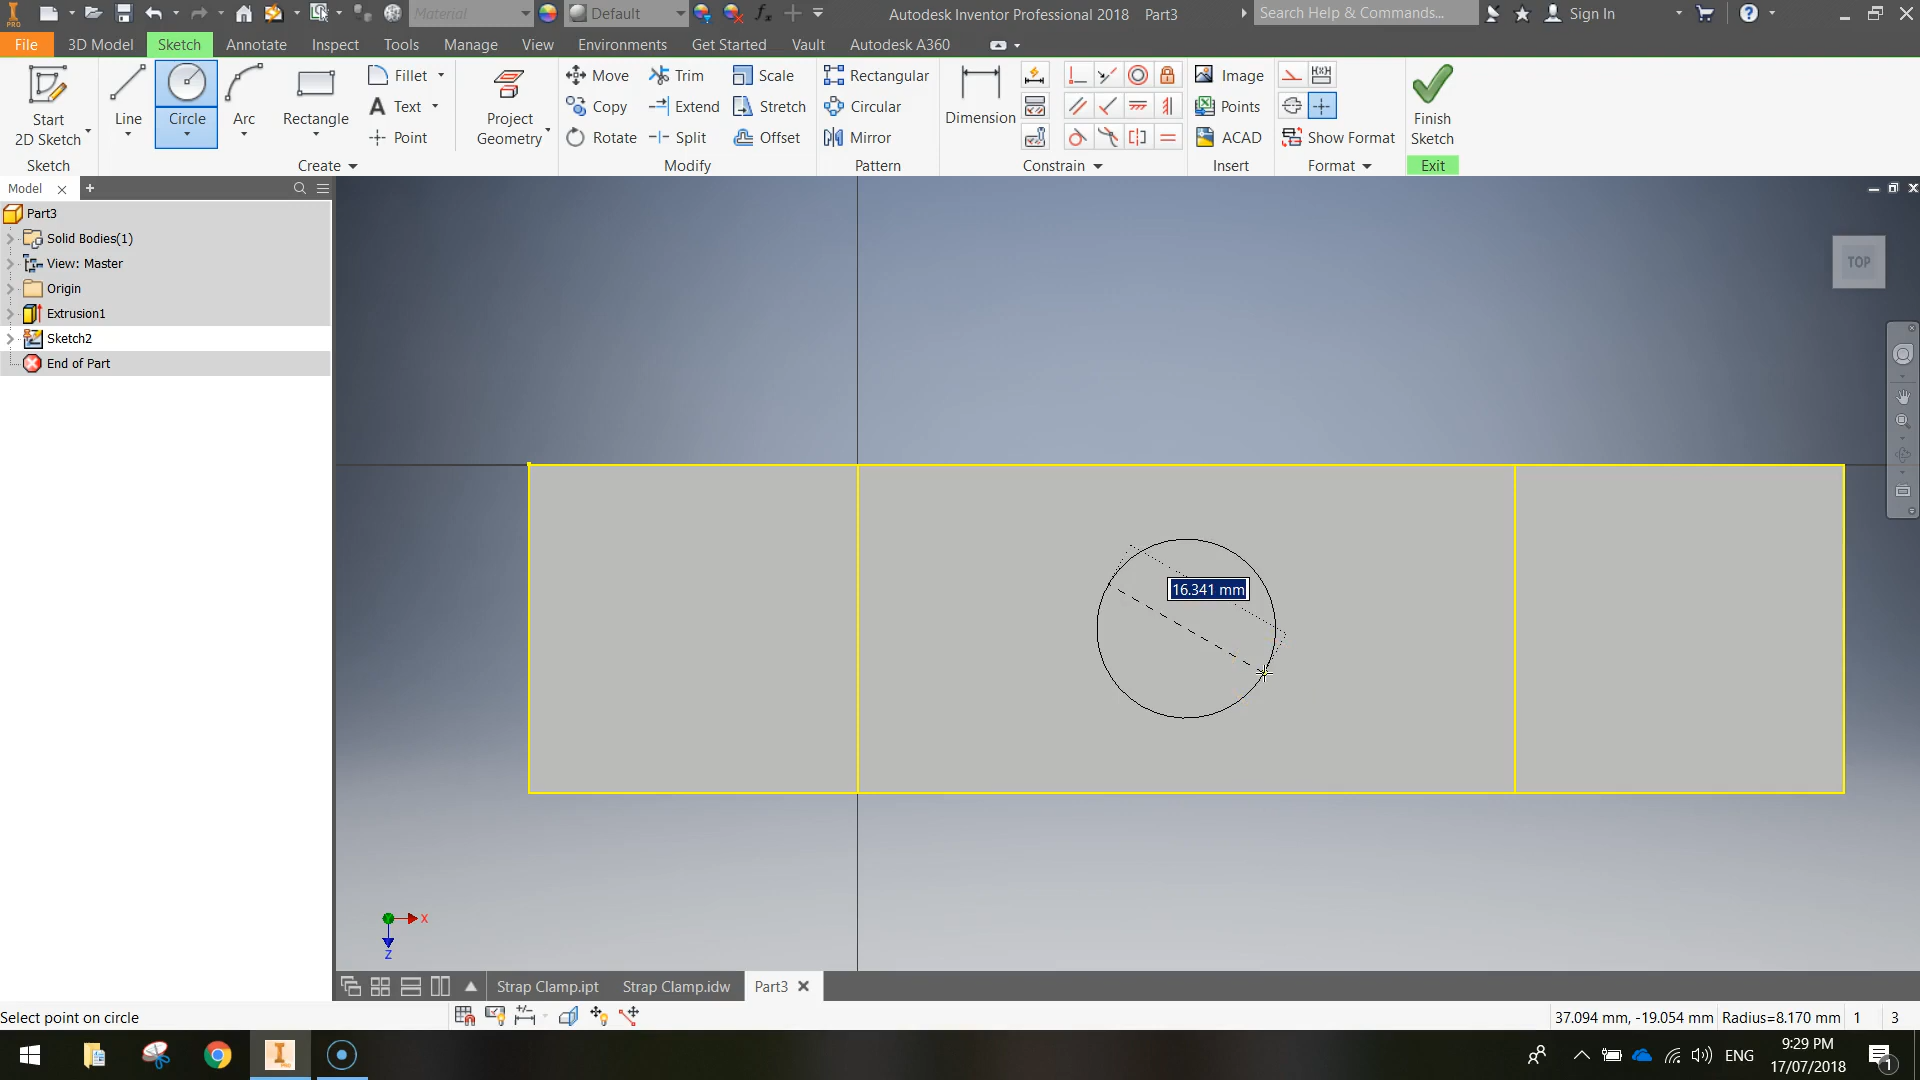 Material
Default
Autodesk Inventor Professional 2018 Part3
Search Help & Commands...
Sign In
PRO
File
3D Model
Sketch
Annotate
Inspect
Tools
Manage
View
Environments
Get Started
Vault
Autodesk A360
Start
2D Sketch
Line
Circle
Arc
Rectangle
Fillet
Text
Point
Project
Geometry
Move
Copy
Rotate
Trim
Extend
Split
Scale
Stretch
Offset
Rectangular
Circular
Mirror
Dimension
Image
Points
ACAD
Show Format
Finish
Sketch
Sketch
Create
Modify
Pattern
Constrain
Insert
Format
Exit
Model
Part3
Solid Bodies(1)
View: Master
Origin
Extrusion1
Sketch2
End of Part
TOP
16.341 mm
X
Z
Strap Clamp.ipt
Strap Clamp.idw
Part3
Select point on circle
37.094 mm, -19.054 mm
Radius=8.170 mm
1
3
ENG
9:29 PM
17/07/2018
1